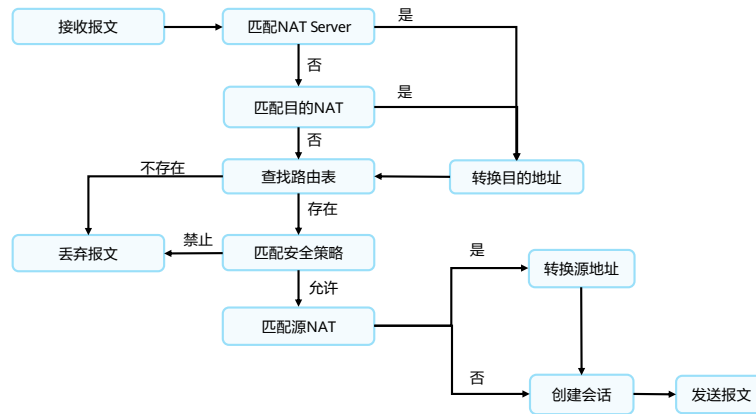 接收报文
匹配NAT Server
是
否
匹配目的NAT
是
否
不存在
查找路由表
转换目的地址
存在
丢弃报文
禁止
匹配安全策略
是
转换源地址
允许
匹配源NAT
否
创建会话
发送报文